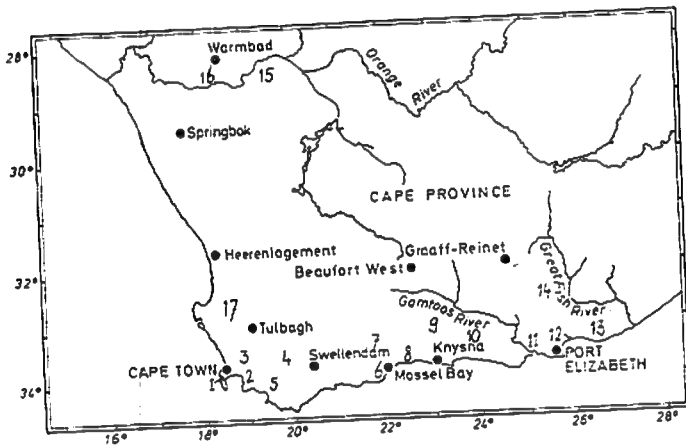 28°
Warmbad
16
15
Orange
River
Springbok
30°
CAPE PROVINCE
Heerenlogement
Graaff-Reinet
Beaufort West
32°
Great Fish River
14
17
Gamtoos River
9
10
13
Tulbagh
7
11
12
3
4
Swellendam
8
Knysna
PORT
ELIZABETH
CAPE TOWN
1
2
5
6
Mossel Bay
34°
16°
18°
20°
22°
24°
26°
28°